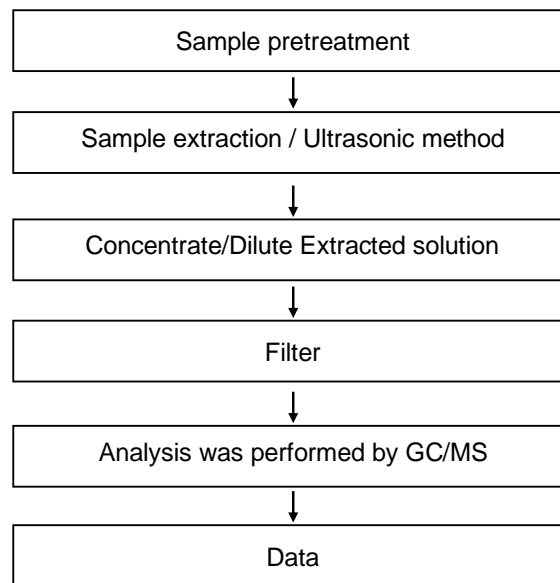 Sample pretreatment
Sample extraction / Ultrasonic method
Concentrate/Dilute Extracted solution
Filter
Analysis was performed by GC/MS
Data